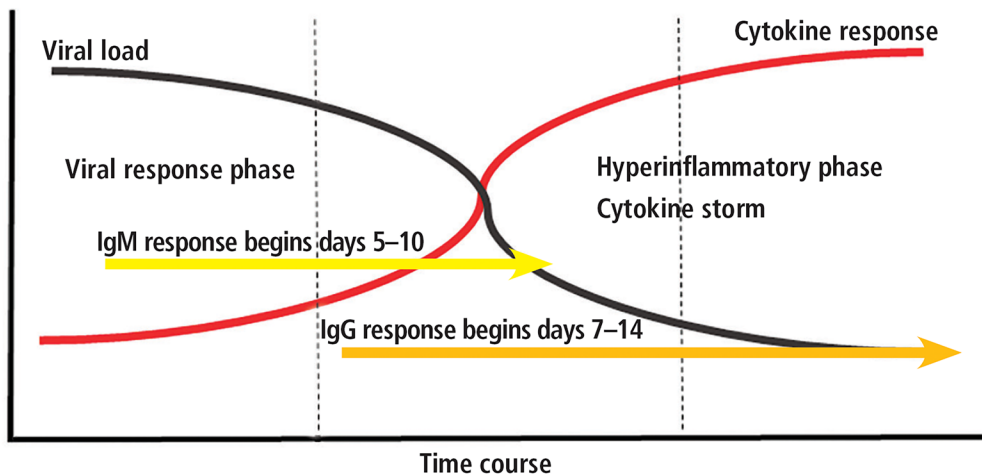 Viral load
Cytokine response
Viral response phase
Hyperinflammatory phase
Cytokine storm
IgM response begins days 5–10
IgG response begins days 7–14
Time course